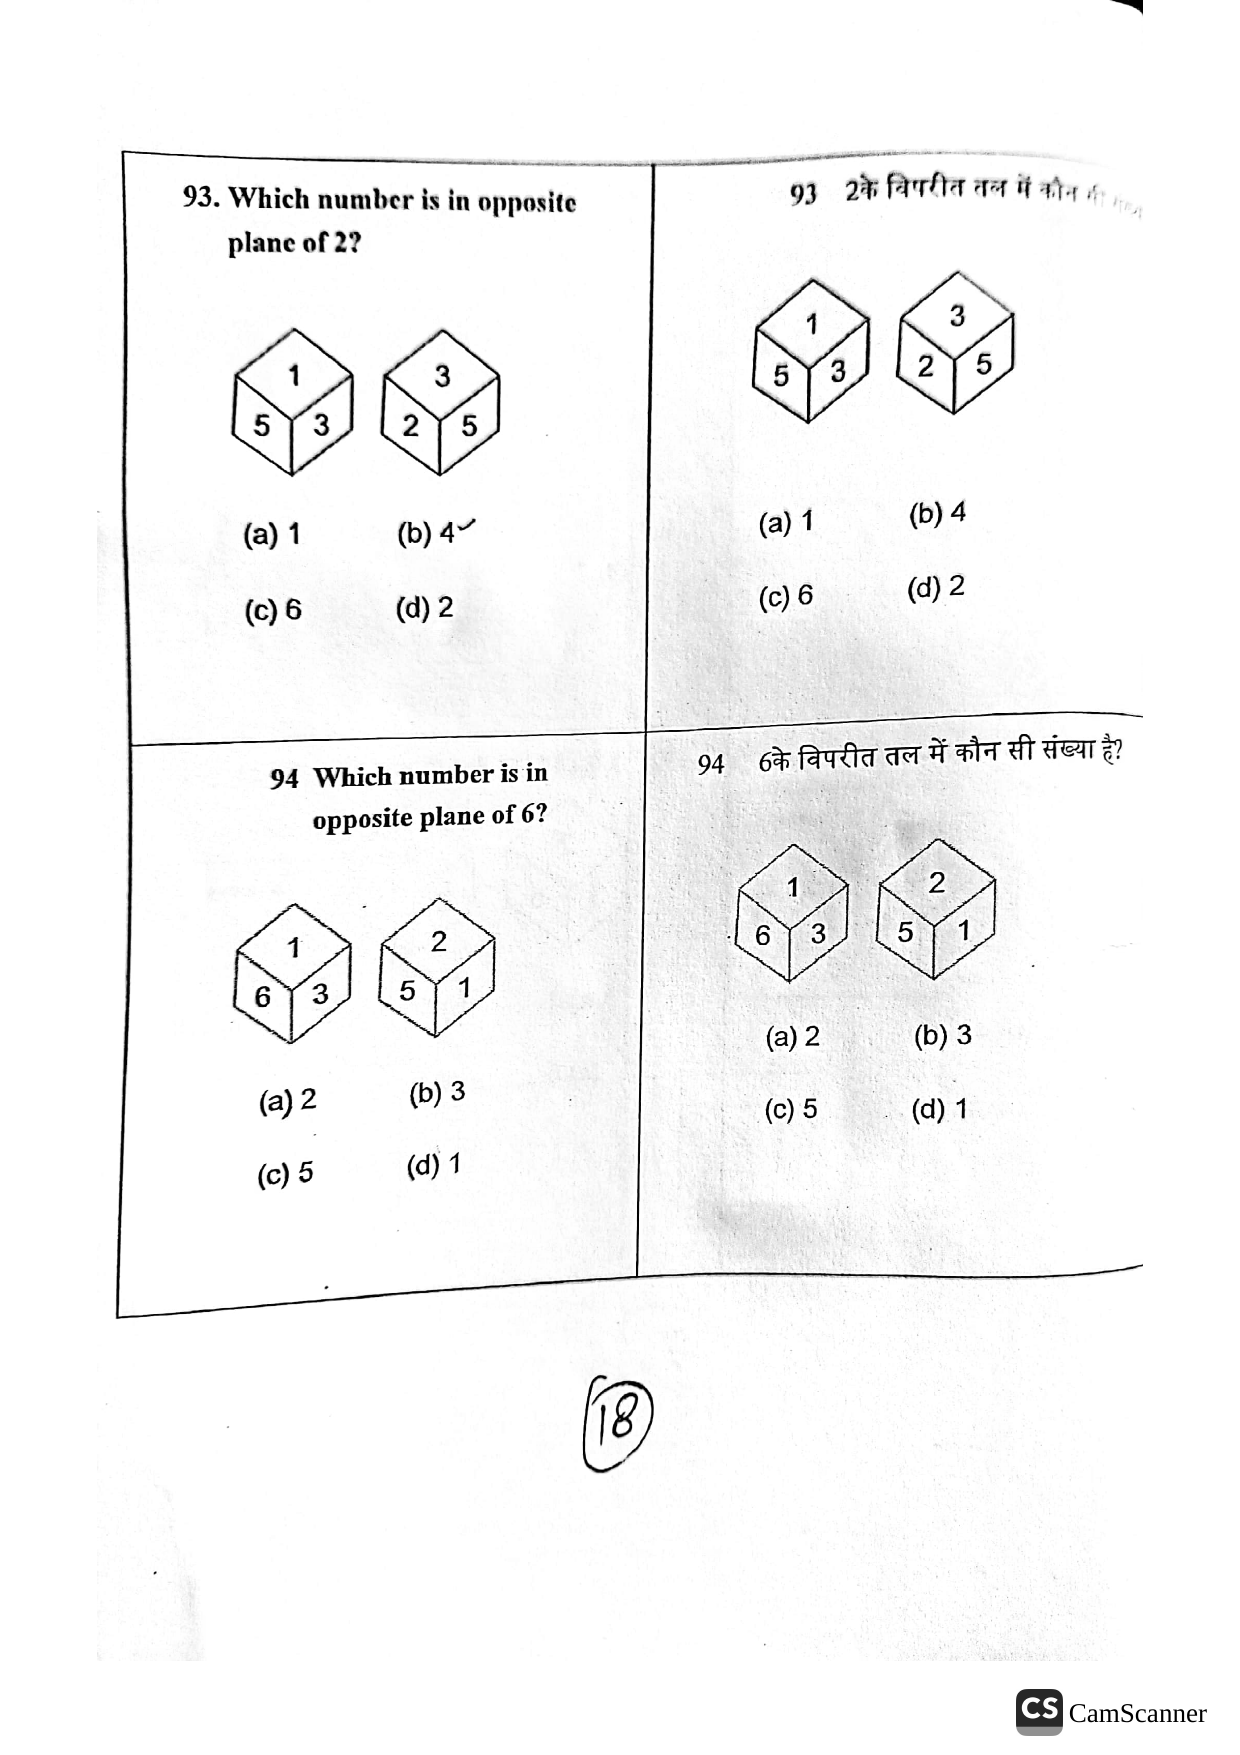 93. Which number is in opposite
plane of 2?
1
5 3
3
2 5
(a) 1 (b) 4✓
(c) 6 (d) 2
93 2के विपरीत तल में कौन सी
1
5 3
3
2 5
(a) 1 (b) 4
(c) 6 (d) 2
94 Which number is in
opposite plane of 6?
1
6 3
2
5 1
(a) 2 (b) 3
(c) 5 (d) 1
94 6के विपरीत तल में कौन सी संख्या है?
1
6 3
2
5 1
(a) 2 (b) 3
(c) 5 (d) 1
18
CS CamScanner